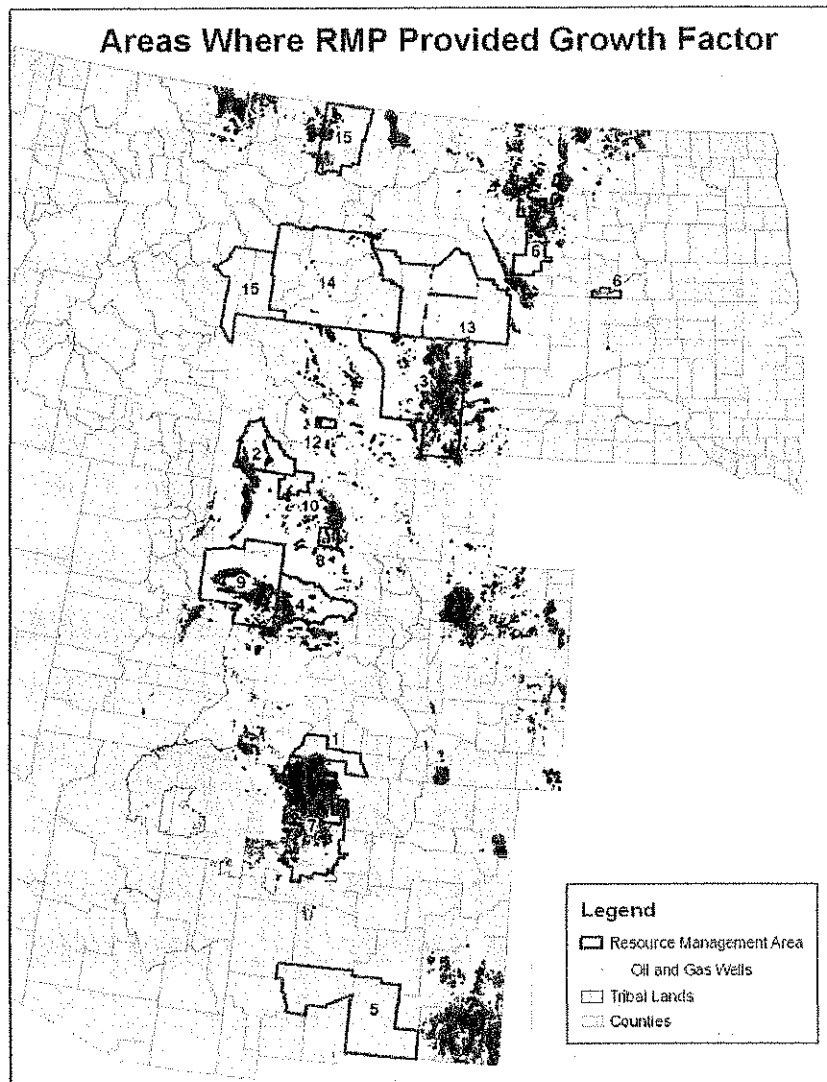 Areas Where RMP Provided Growth Factor
15
6
6
15
14
13
3
12
2
10
8
9
4
1
7
5
Legend
Resource Management Area
Oil and Gas Wells
Tribal Lands
Counties